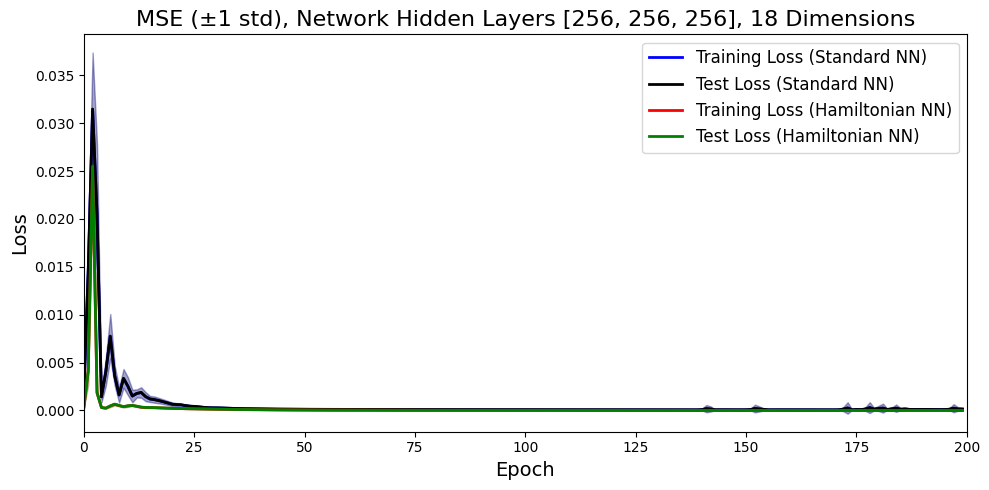 MSE (±1 std), Network Hidden Layers [256, 256, 256], 18 Dimensions
Training Loss (Standard NN)
Test Loss (Standard NN)
Training Loss (Hamiltonian NN)
Test Loss (Hamiltonian NN)
Loss
0.035
0.030
0.025
0.020
0.015
0.010
0.005
0.000
0 25 50 75 100 125 150 175 200
Epoch